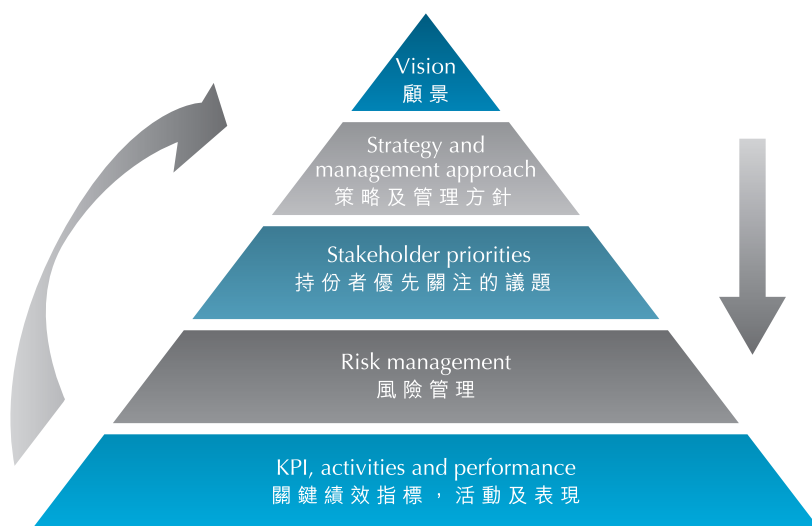 Vision
顧景
Strategy and
management approach
策略及管理方針
Stakeholder priorities
持份者優先關注的議題
Risk management
風險管理
KPI, activities and performance
關鍵績效指標，活動及表現